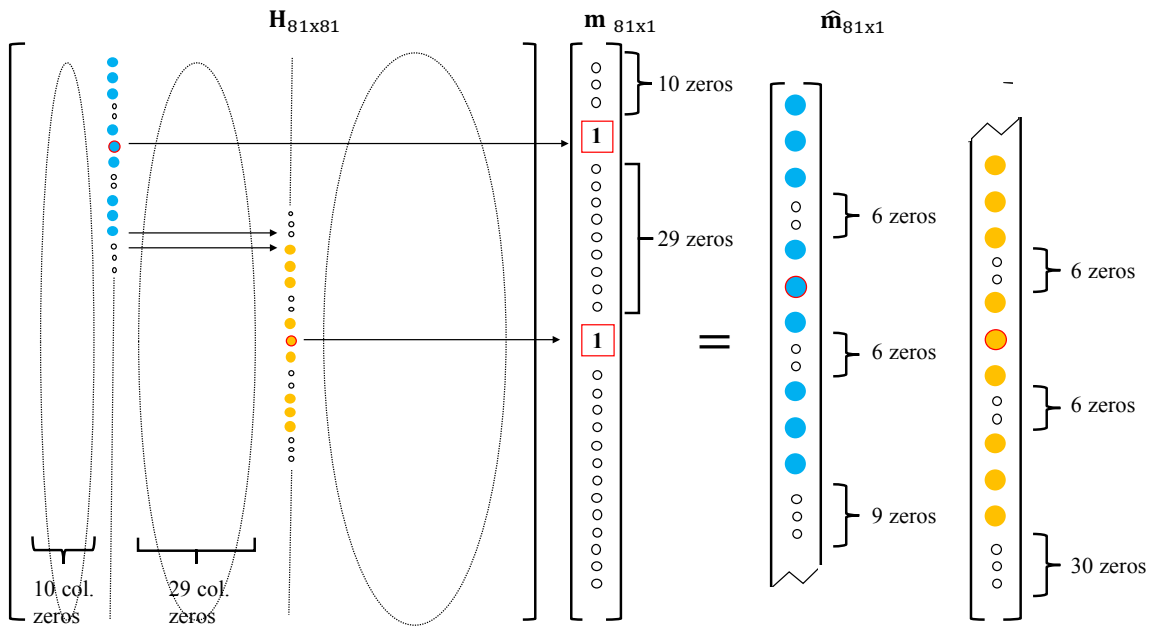 H81x81
m 81x1
m̂81x1
10 zeros
1
29 zeros
1
=
6 zeros
6 zeros
9 zeros
6 zeros
6 zeros
30 zeros
10 col.
zeros
29 col.
zeros